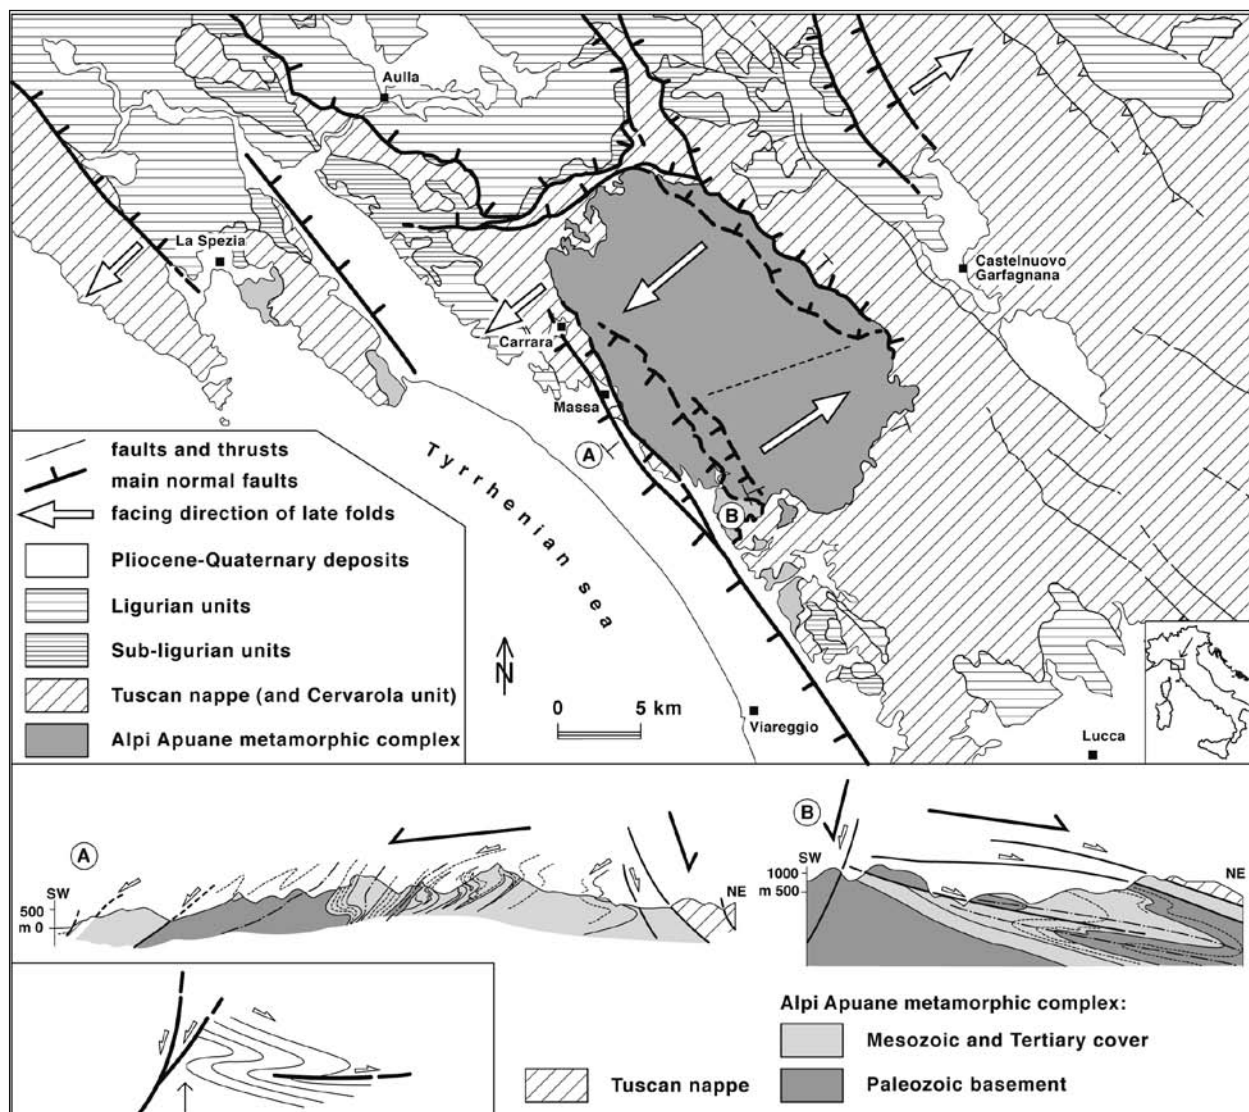 Aulla
La Spezia
Castelnuovo
Garfagnana
Carrara
Massa
A
B
Tyrrhenian sea
N
0 5 km
Viareggio
Lucca
faults and thrusts
main normal faults
facing direction of late folds
Pliocene-Quaternary deposits
Ligurian units
Sub-ligurian units
Tuscan nappe (and Cervarola unit)
Alpi Apuane metamorphic complex
A
SW
NE
500
m 0
B
SW
NE
1000
m 500
Alpi Apuane metamorphic complex:
Mesozoic and Tertiary cover
Tuscan nappe
Paleozoic basement